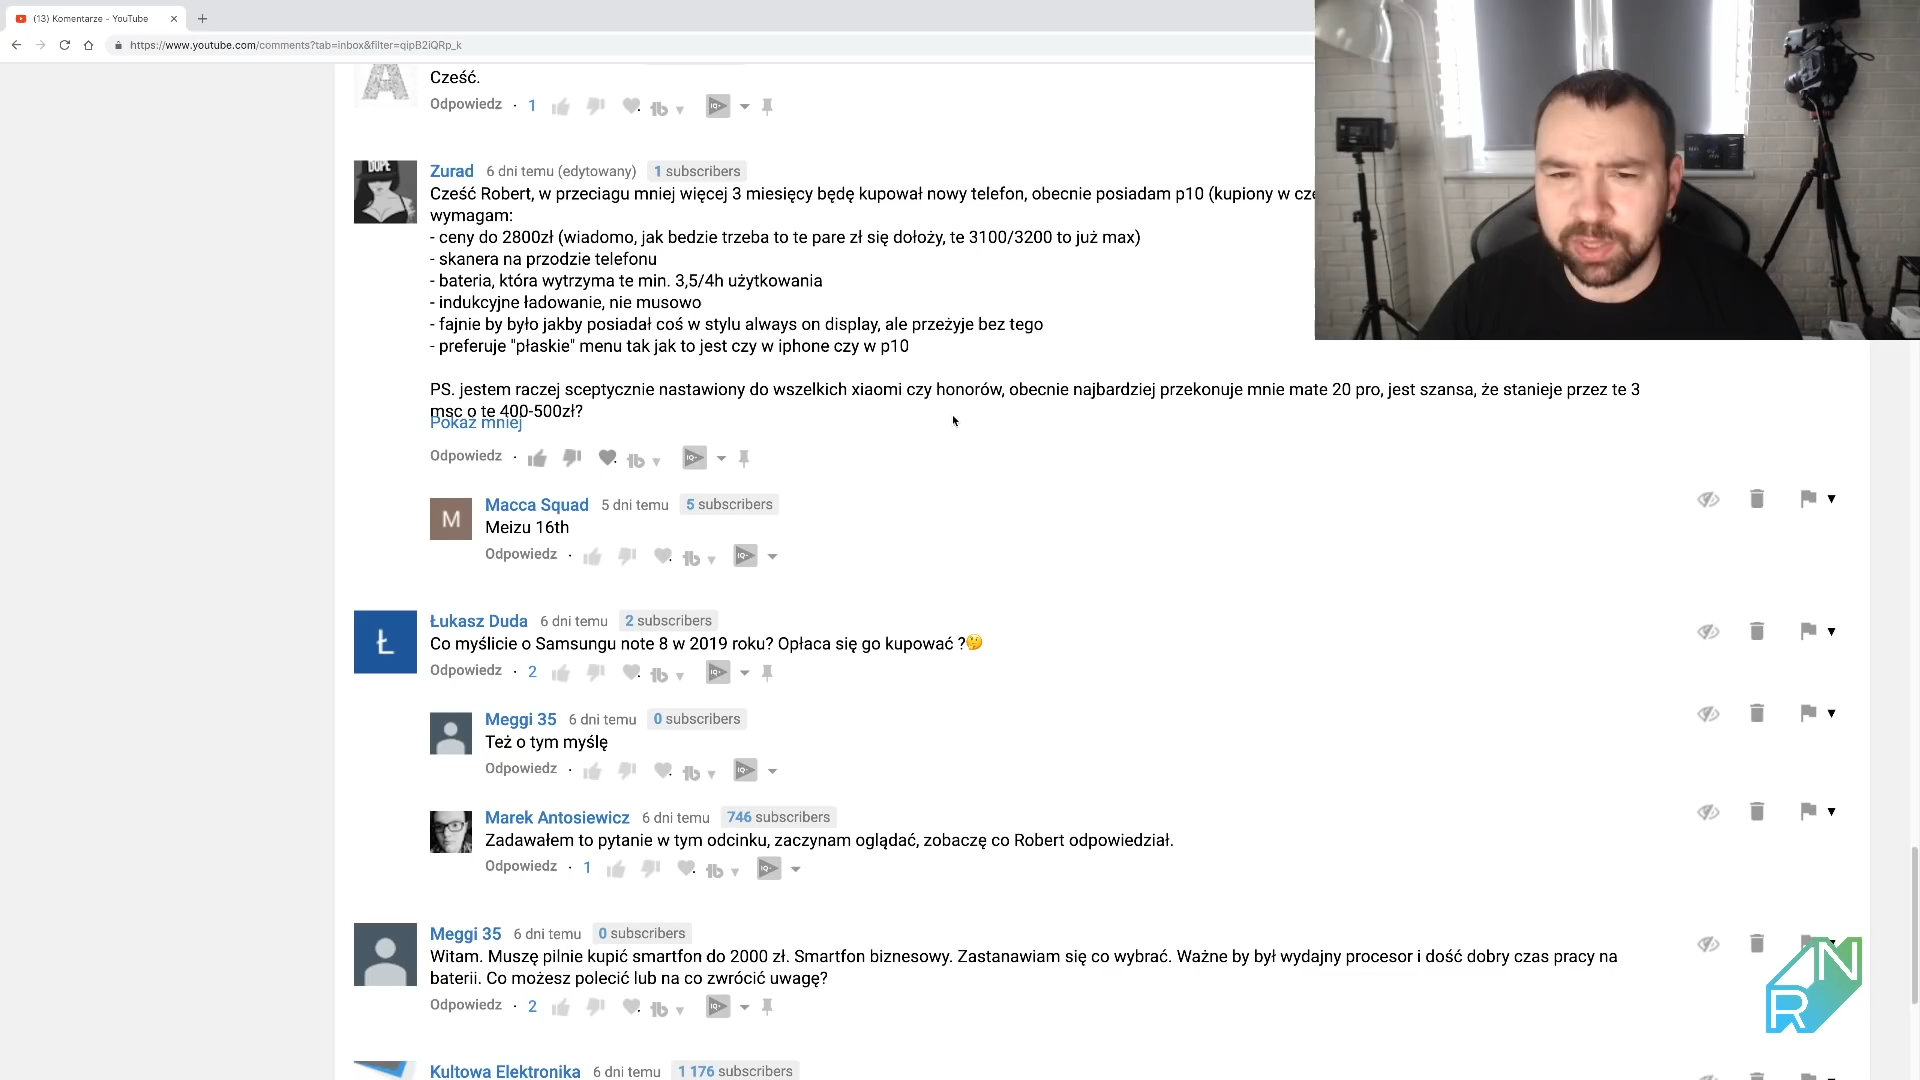 (13) Komentarze - YouTube
https://www.youtube.com/comments?tab=inbox&filter=qipB2iQRp_k
Cześć.
Odpowiedz · 1
Zurad 6 dni temu (edytowany) 1 subscribers
Cześć Robert, w przeciagu mniej więcej 3 miesięcy będę kupował nowy telefon, obecnie posiadam p10 (kupiony w
wymagam:
- ceny do 2800zł (wiadomo, jak bedzie trzeba to te pare zł się dołoży, te 3100/3200 to już max)
- skanera na przodzie telefonu
- bateria, która wytrzyma te min. 3,5/4h użytkowania
- indukcyjne ładowanie, nie musowo
- fajnie by było jakby posiadał coś w stylu always on display, ale przeżyje bez tego
- preferuje "płaskie" menu tak jak to jest czy w iphone czy w p10
PS. jestem raczej sceptycznie nastawiony do wszelkich xiaomi czy honorów, obecnie najbardziej przekonuje mnie mate 20 pro, jest szansa, że stanieje przez te 3
msc o te 400-500zł?
Pokaż mniej
Odpowiedz ·
Macca Squad 5 dni temu 5 subscribers
M
Meizu 16th
Odpowiedz ·
Łukasz Duda 6 dni temu 2 subscribers
Ł
Co myślicie o Samsungu note 8 w 2019 roku? Opłaca się go kupować ?🤔
Odpowiedz · 2
Meggi 35 6 dni temu 0 subscribers
Też o tym myślę
Odpowiedz ·
Marek Antosiewicz 6 dni temu 746 subscribers
Zadawałem to pytanie w tym odcinku, zaczynam oglądać, zobaczę co Robert odpowiedział.
Odpowiedz · 1
Meggi 35 6 dni temu 0 subscribers
Witam. Muszę pilnie kupić smartfon do 2000 zł. Smartfon biznesowy. Zastanawiam się co wybrać. Ważne by był wydajny procesor i dość dobry czas pracy na
baterii. Co możesz polecić lub na co zwrócić uwagę?
Odpowiedz · 2
RN
Kultowa Elektronika 6 dni temu 1 176 subscribers